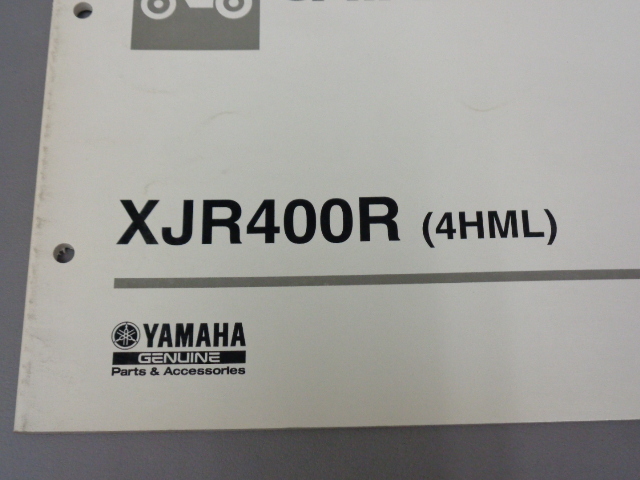 XJR400R (4HML)
YAMAHA
GENUINE
Parts & Accessories